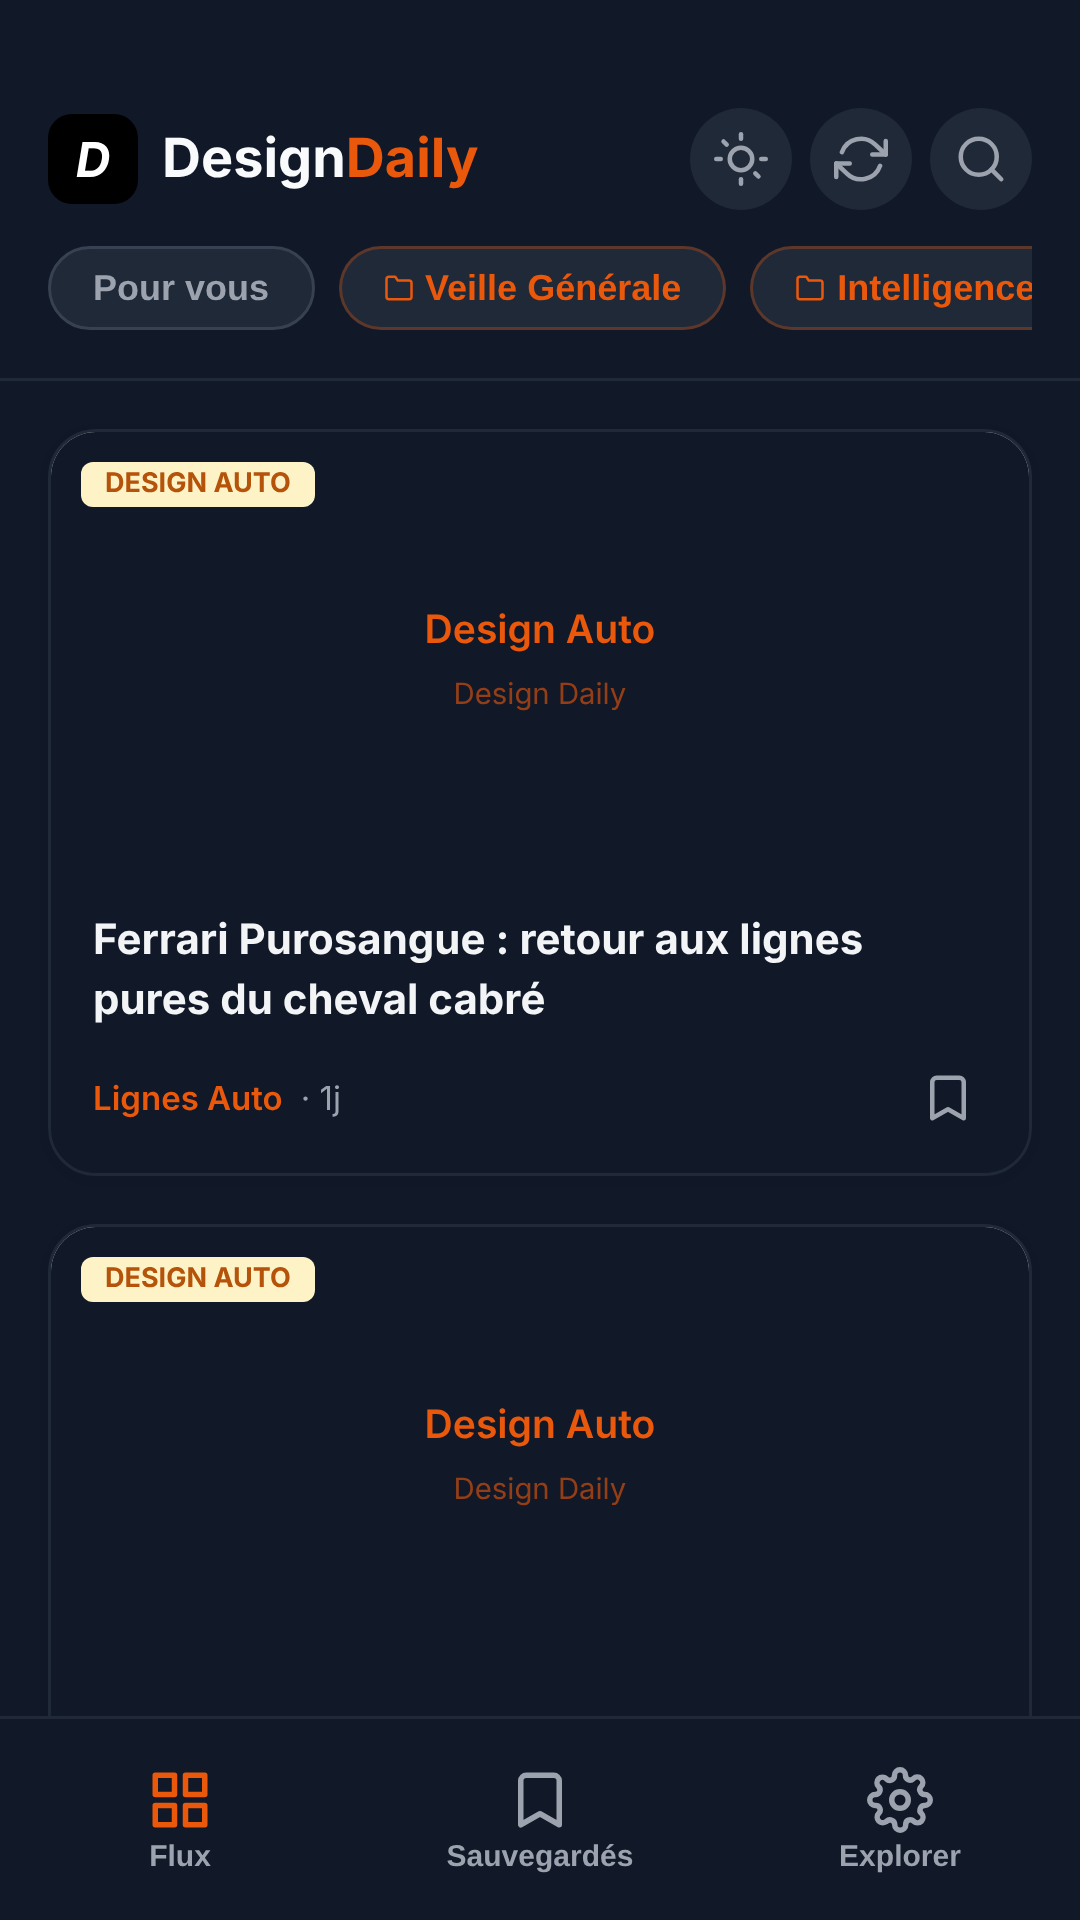 D DesignDaily
Pour vous Veille Générale Intelligence
DESIGN AUTO
Design Auto
Design Daily
Ferrari Purosangue : retour aux lignes
pures du cheval cabré
Lignes Auto · 1j
DESIGN AUTO
Design Auto
Design Daily
Flux Sauvegardés Explorer